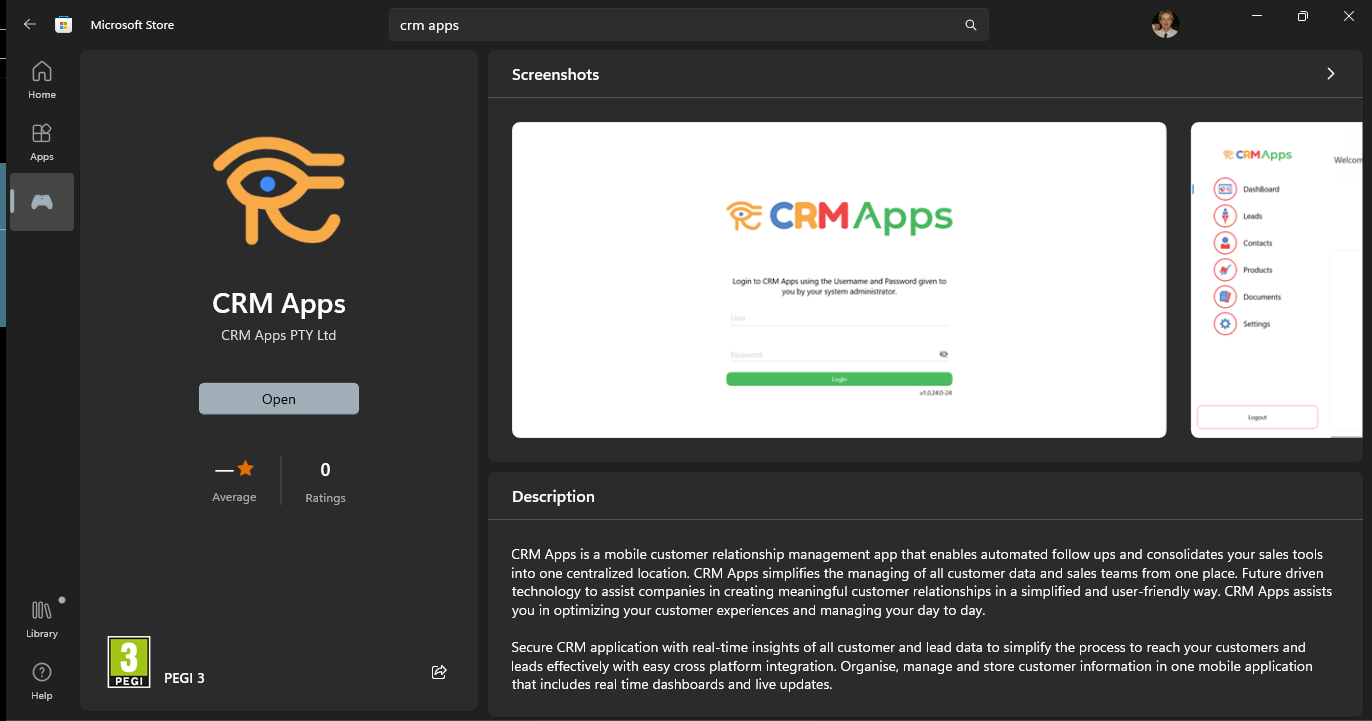 Microsoft Store
crm apps
Home
Apps
Library
Help
CRM Apps
CRM Apps PTY Ltd
Open
—
Average
0
Ratings
3
PEGI
PEGI 3
Screenshots
CRM Apps
Login to CRM Apps using the Username and Password given to
you by your system administrator.
User
Password
Login
v1.0.24.0-24
CRM Apps
Welcom
DashBoard
Leads
Contacts
Products
Documents
Settings
Logout
Description
CRM Apps is a mobile customer relationship management app that enables automated follow ups and consolidates your sales tools
into one centralized location. CRM Apps simplifies the managing of all customer data and sales teams from one place. Future driven
technology to assist companies in creating meaningful customer relationships in a simplified and user-friendly way. CRM Apps assists
you in optimizing your customer experiences and managing your day to day.
Secure CRM application with real-time insights of all customer and lead data to simplify the process to reach your customers and
leads effectively with easy cross platform integration. Organise, manage and store customer information in one mobile application
that includes real time dashboards and live updates.